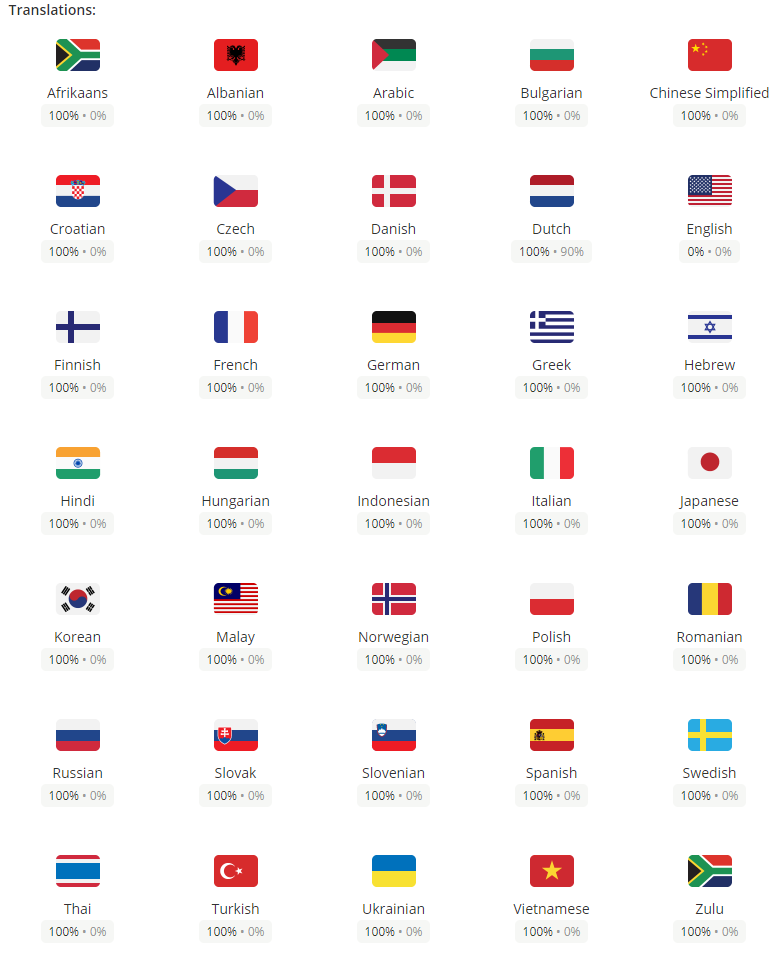 Translations:
Afrikaans Albanian Arabic Bulgarian Chinese Simplified
100% • 0% 100% • 0% 100% • 0% 100% • 0% 100% • 0%
Croatian Czech Danish Dutch English
100% • 0% 100% • 0% 100% • 0% 100% • 90% 0% • 0%
Finnish French German Greek Hebrew
100% • 0% 100% • 0% 100% • 0% 100% • 0% 100% • 0%
Hindi Hungarian Indonesian Italian Japanese
100% • 0% 100% • 0% 100% • 0% 100% • 0% 100% • 0%
Korean Malay Norwegian Polish Romanian
100% • 0% 100% • 0% 100% • 0% 100% • 0% 100% • 0%
Russian Slovak Slovenian Spanish Swedish
100% • 0% 100% • 0% 100% • 0% 100% • 0% 100% • 0%
Thai Turkish Ukrainian Vietnamese Zulu
100% • 0% 100% • 0% 100% • 0% 100% • 0% 100% • 0%